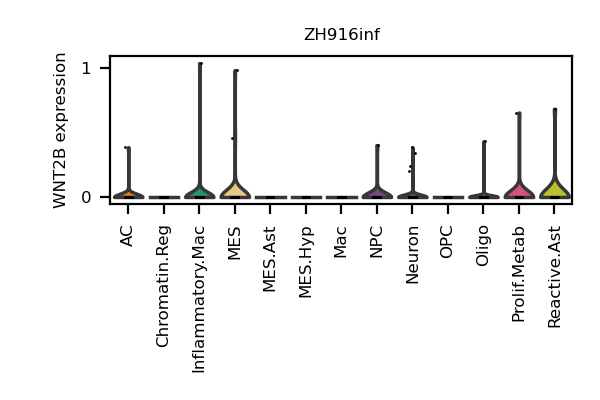 ZH916inf
WNT2B expression
1
0
AC
Chromatin.Reg
Inflammatory.Mac
MES
MES.Ast
MES.Hyp
Mac
NPC
Neuron
OPC
Oligo
Prolif.Metab
Reactive.Ast